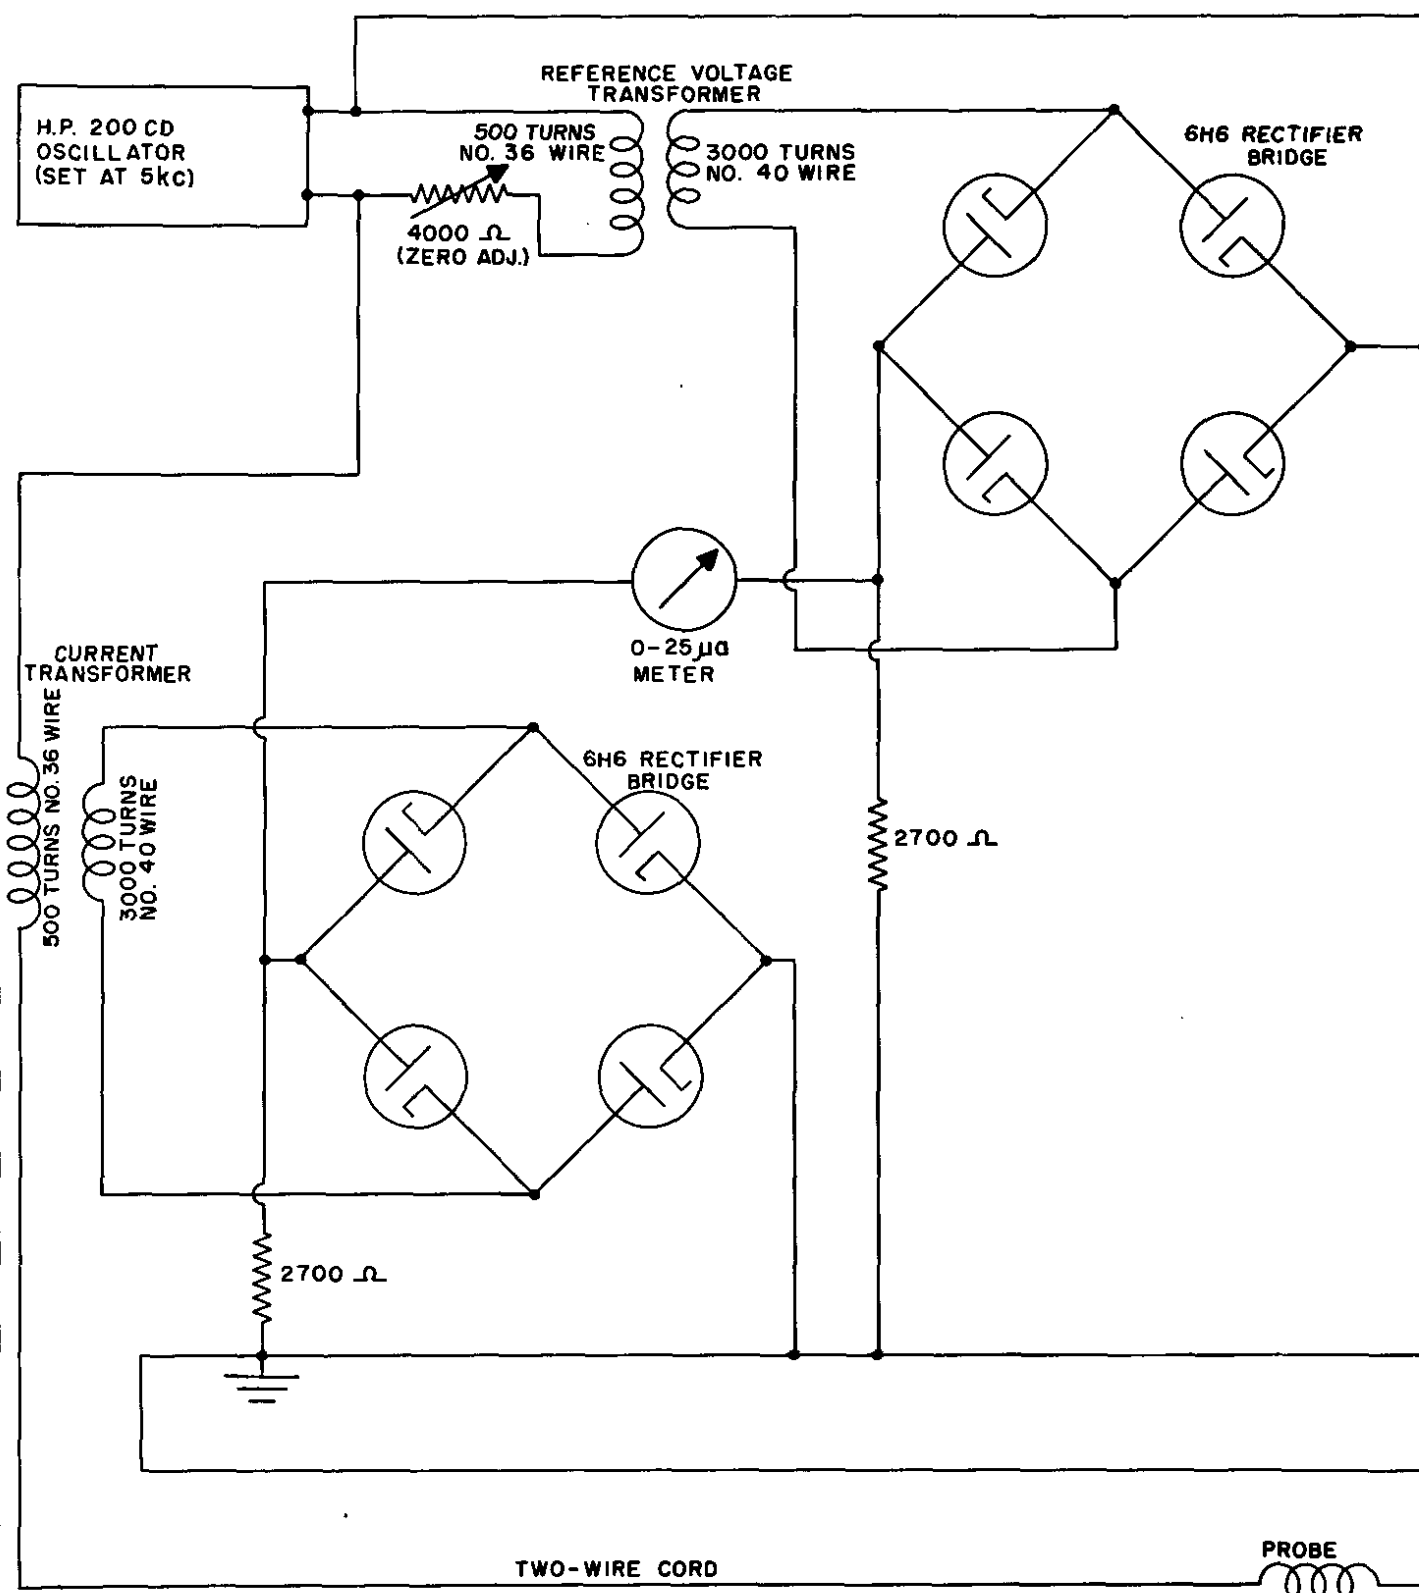 REFERENCE VOLTAGE
TRANSFORMER
H.P. 200 CD
OSCILLATOR
(SET AT 5kc)
500 TURNS
NO. 36 WIRE
3000 TURNS
NO. 40 WIRE
6H6 RECTIFIER
BRIDGE
4000 Ω
(ZERO ADJ.)
0-25 µa
METER
CURRENT
TRANSFORMER
500 TURNS NO. 36 WIRE
3000 TURNS
NO. 40 WIRE
6H6 RECTIFIER
BRIDGE
2700 Ω
2700 Ω
TWO-WIRE CORD
PROBE